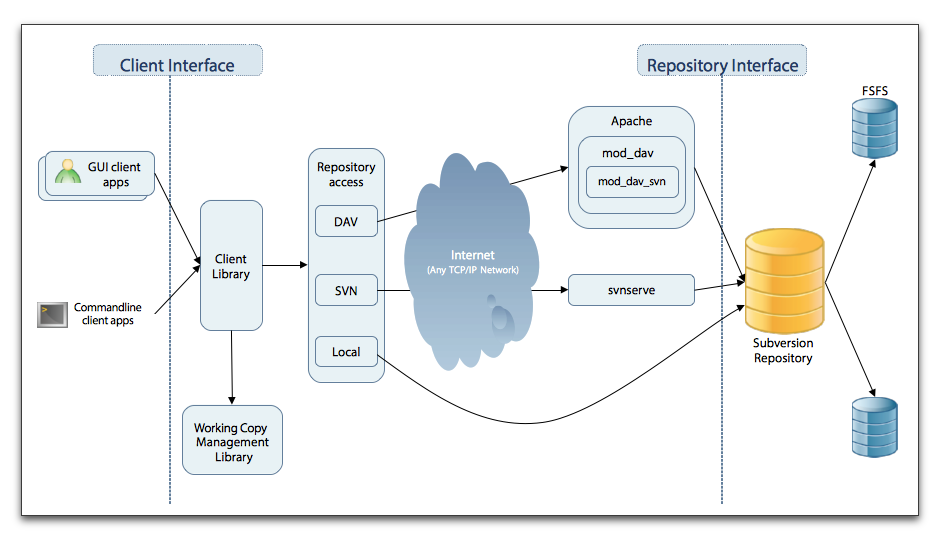 Client Interface
Repository Interface
FSFS
GUI client
apps
Commandline
client apps
Client
Library
Working Copy
Management
Library
Repository
access
DAV
SVN
Local
Internet
(Any TCP/IP Network)
Apache
mod_dav
mod_dav_svn
svnserve
Subversion
Repository